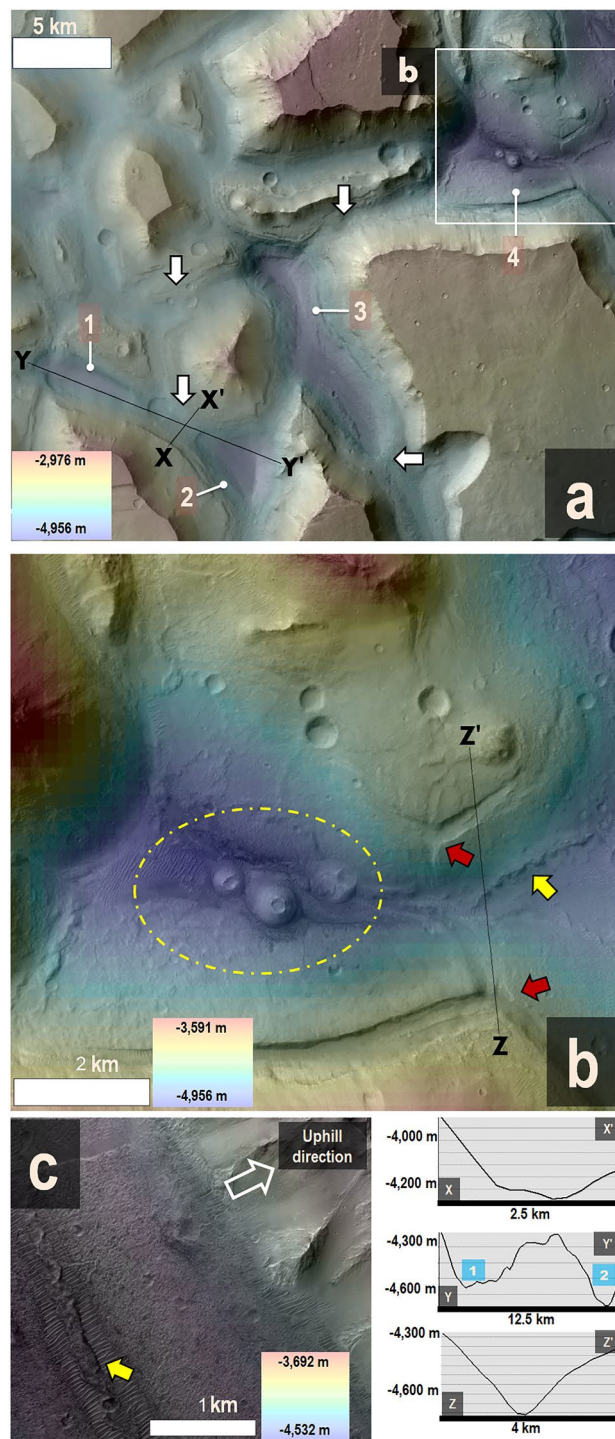 5 km
b
4
3
1
Y
X'
X
Y'
2
-2,976 m
-4,956 m
a
Z'
Z
-3,591 m
2 km
-4,956 m
b
c
Uphill
direction
-3,692 m
1 km
-4,532 m
X'
-4,000 m
-4,200 m
X
2.5 km
Y'
-4,300 m
1
2
-4,600 m
Y
12.5 km
-4,300 m
Z'
-4,600 m
Z
4 km